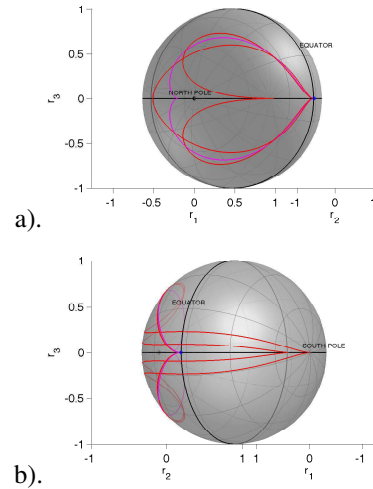 1
0.5
0
-0.5
-1
r3
EQUATOR
NORTH POLE
-1 -0.5 0 0.5 1 -1 0 1
r1 r2
a).
1
0.5
0
-0.5
-1
r3
EQUATOR
SOUTH POLE
-1 0 1 1 0 -1
r2 r1
b).